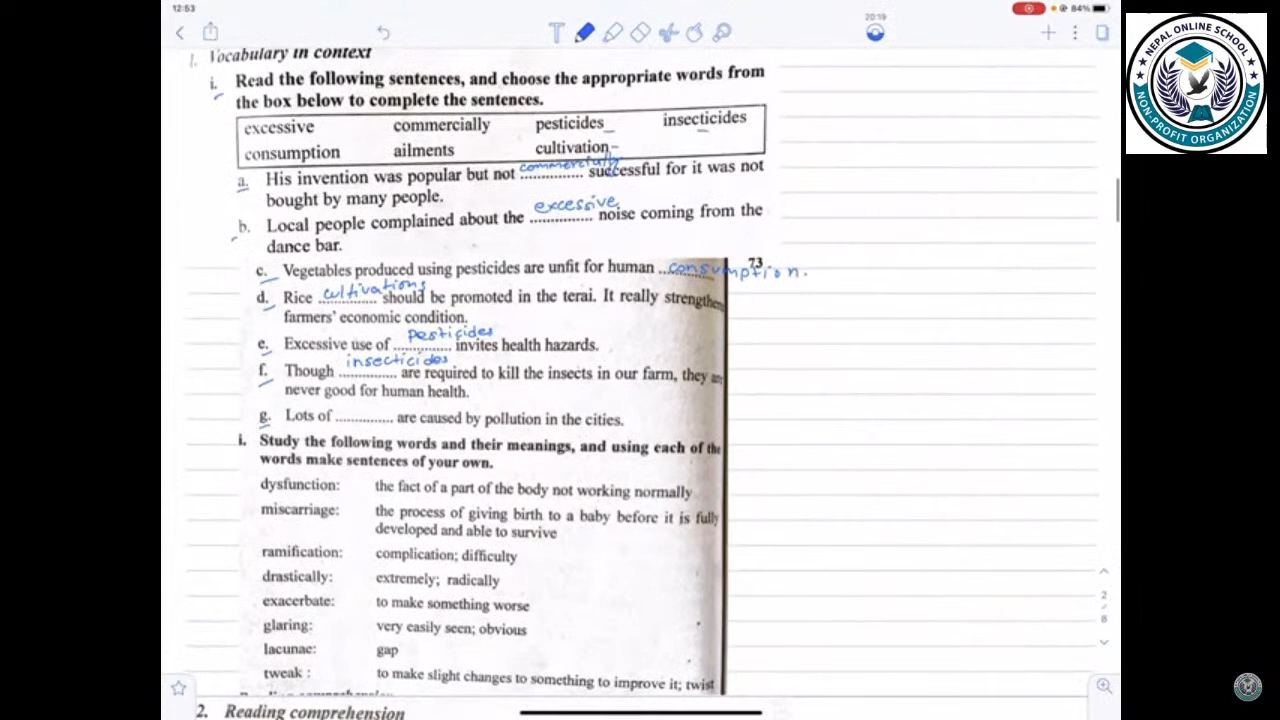 12:53
84%
20:19
NEPAL ONLINE SCHOOL
NON-PROFIT ORGANIZATION
1. Vocabulary in context
i. Read the following sentences, and choose the appropriate words from
the box below to complete the sentences.
excessive commercially pesticides insecticides
consumption ailments cultivation
a. His invention was popular but not commercially successful for it was not
bought by many people.
b. Local people complained about the excessive noise coming from the
dance bar.
73
c. Vegetables produced using pesticides are unfit for human consumption.
d. Rice cultivations should be promoted in the terai. It really strengthens
farmers' economic condition.
e. Excessive use of pesticides invites health hazards.
f. Though insecticides are required to kill the insects in our farm, they are
never good for human health.
g. Lots of .............. are caused by pollution in the cities.
i. Study the following words and their meanings, and using each of the
words make sentences of your own.
dysfunction: the fact of a part of the body not working normally
miscarriage: the process of giving birth to a baby before it is fully
developed and able to survive
ramification: complication; difficulty
drastically: extremely; radically
exacerbate: to make something worse
glaring: very easily seen; obvious
lacunae: gap
tweak : to make slight changes to something to improve it; twist
2. Reading comprehension
2
8